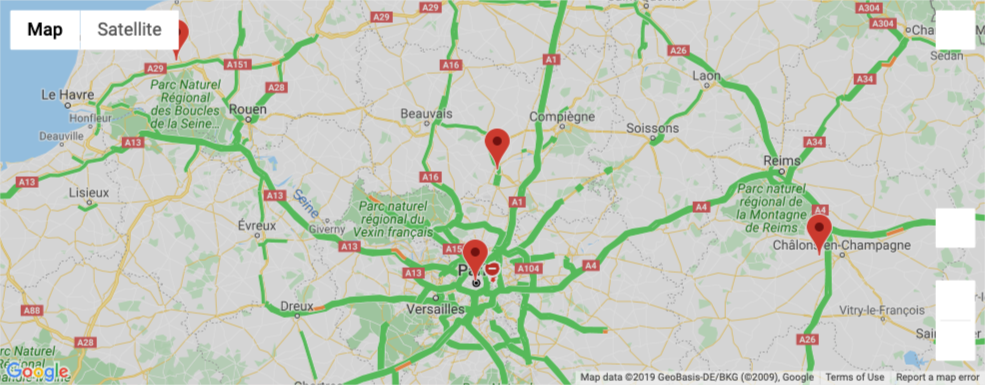 Map
Satellite
A29
A29
A29
A304
A304
Cha
Sedan
A26
A1
A16
A151
A29
A28
A34
Laon
Le Havre
Parc Naturel
Régional
des Boucles
de la Seine...
Rouen
Honfleur
Deauville
Beauvais
Compiègne
Soissons
A13
A34
Reims
A13
Lisieux
A13
Seine
A16
A1
A4
Parc naturel
régional du
Vexin français
Parc naturel
régional de
la Montagne
de Reims
A4
Évreux
Giverny
A13
A15
Châlons-en-Champagne
A13
A104
A4
Dreux
Versailles
A88
A28
A26
Vitry-le-François
Google
Map data ©2019 GeoBasis-DE/BKG (©2009), Google
Terms of Use
Report a map error